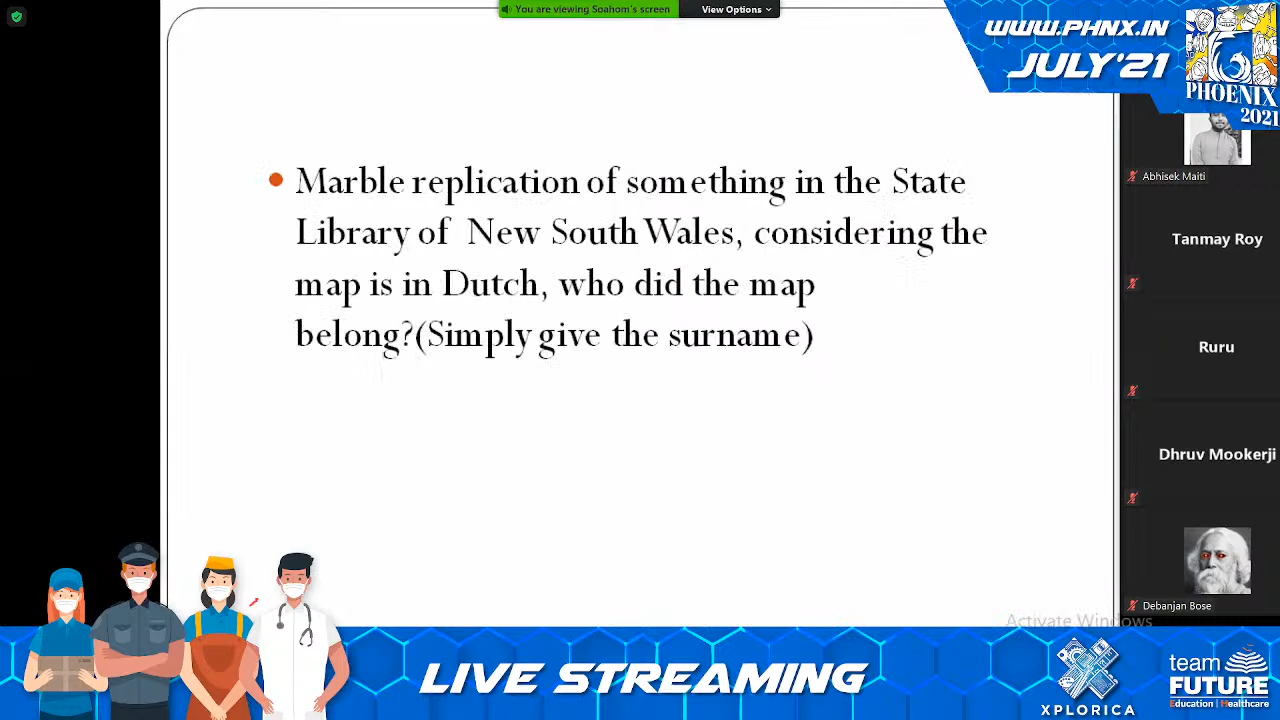 You are viewing Soahom's screen
View Options
WWW.PHNX.IN
JULY'21
PHOENIX
2021
Marble replication of something in the State
Library of New South Wales, considering the
map is in Dutch, who did the map
belong?(Simply give the surname)
Abhisek Maiti
Tanmay Roy
Ruru
Dhruv Mookerji
Debanjan Bose
Activate Windows
LIVE STREAMING
XPLORICA
team
FUTURE
Education | Healthcare